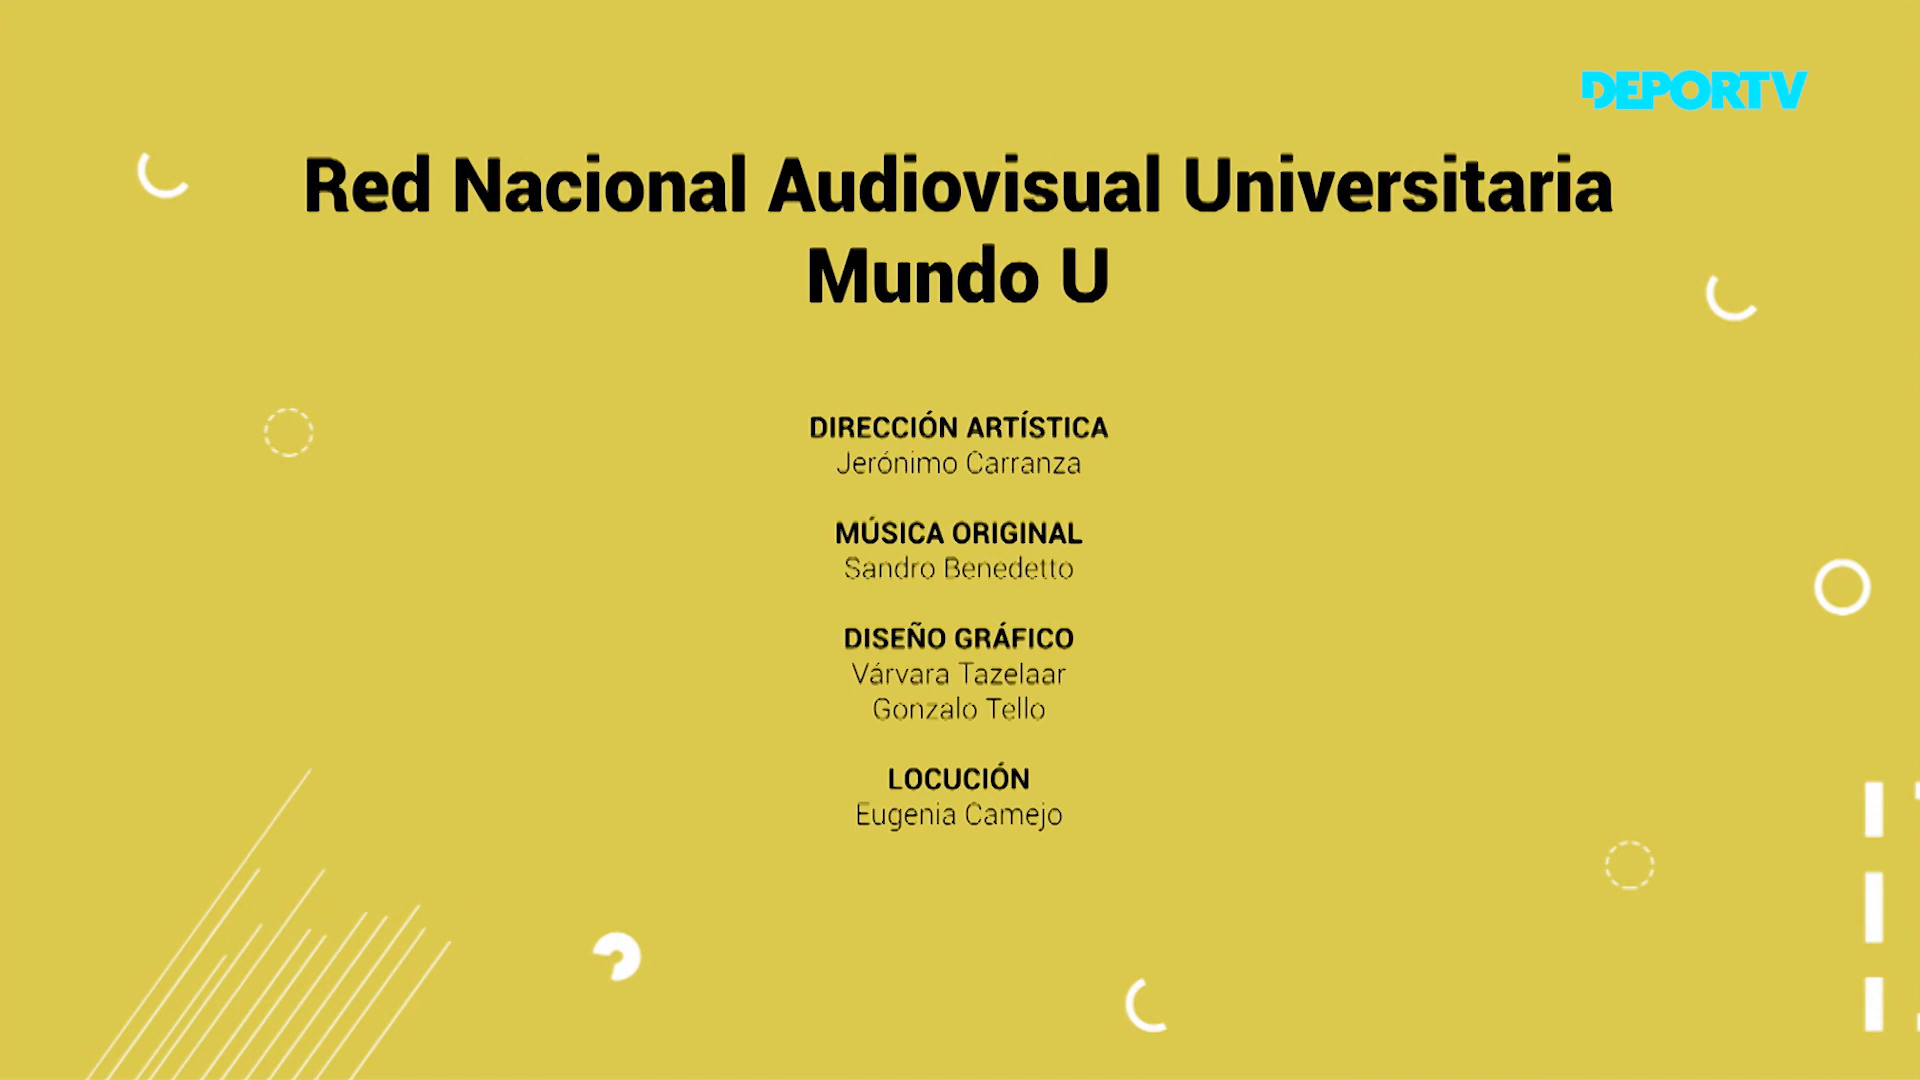 DEPORTV
Red Nacional Audiovisual Universitaria
Mundo U
DIRECCIÓN ARTÍSTICA
Jerónimo Carranza
MÚSICA ORIGINAL
Sandro Benedetto
DISEÑO GRÁFICO
Várvara Tazelaar
Gonzalo Tello
LOCUCIÓN
Eugenia Camejo